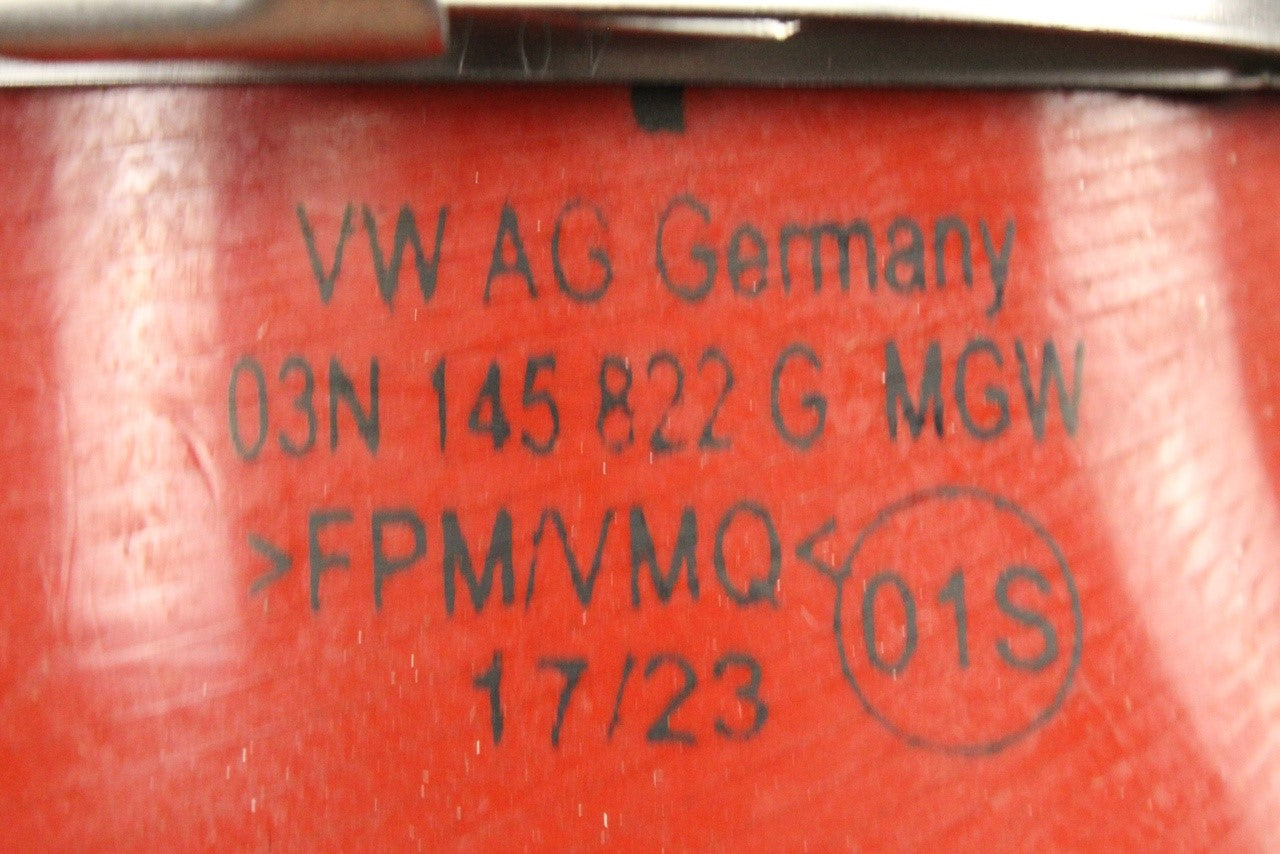 VW AG Germany
03N 145 822 G MGW
>FPM/VMQ<
01S
17/23